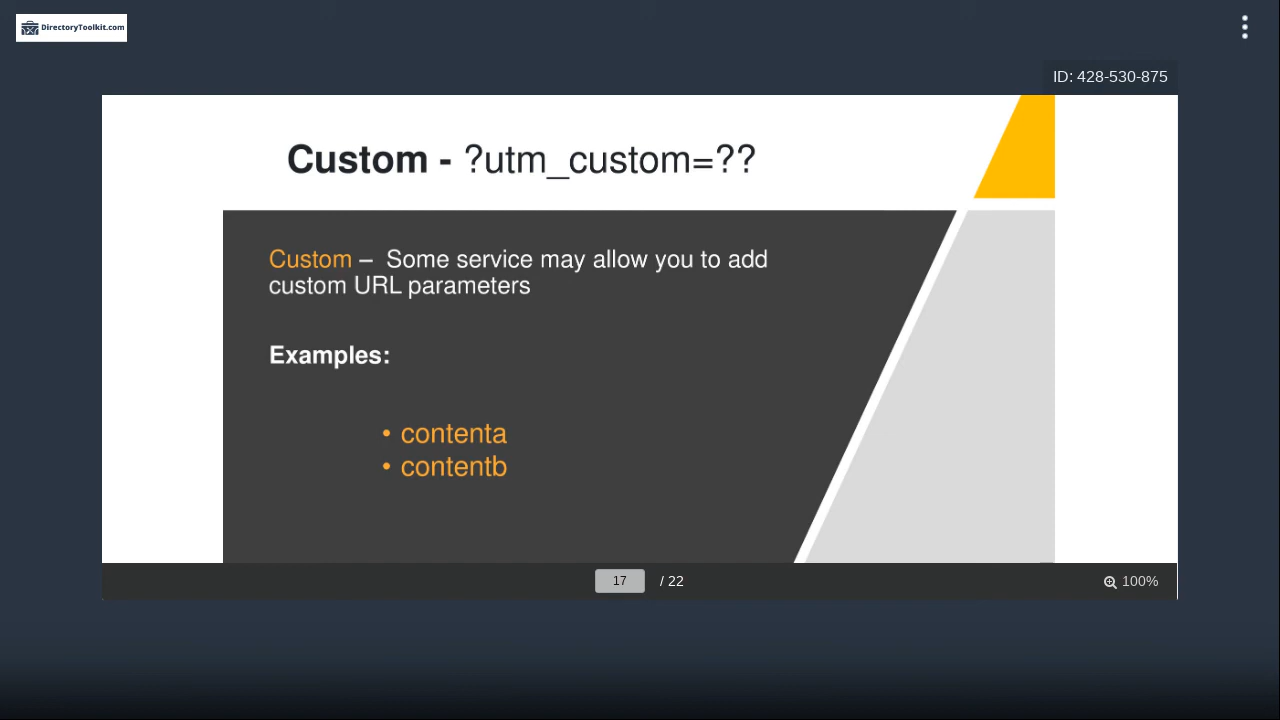 DirectoryToolkit.com
ID: 428-530-875
Custom - ?utm_custom=??
Custom – Some service may allow you to add
custom URL parameters
Examples:
• contenta
• contentb
17 / 22
100%